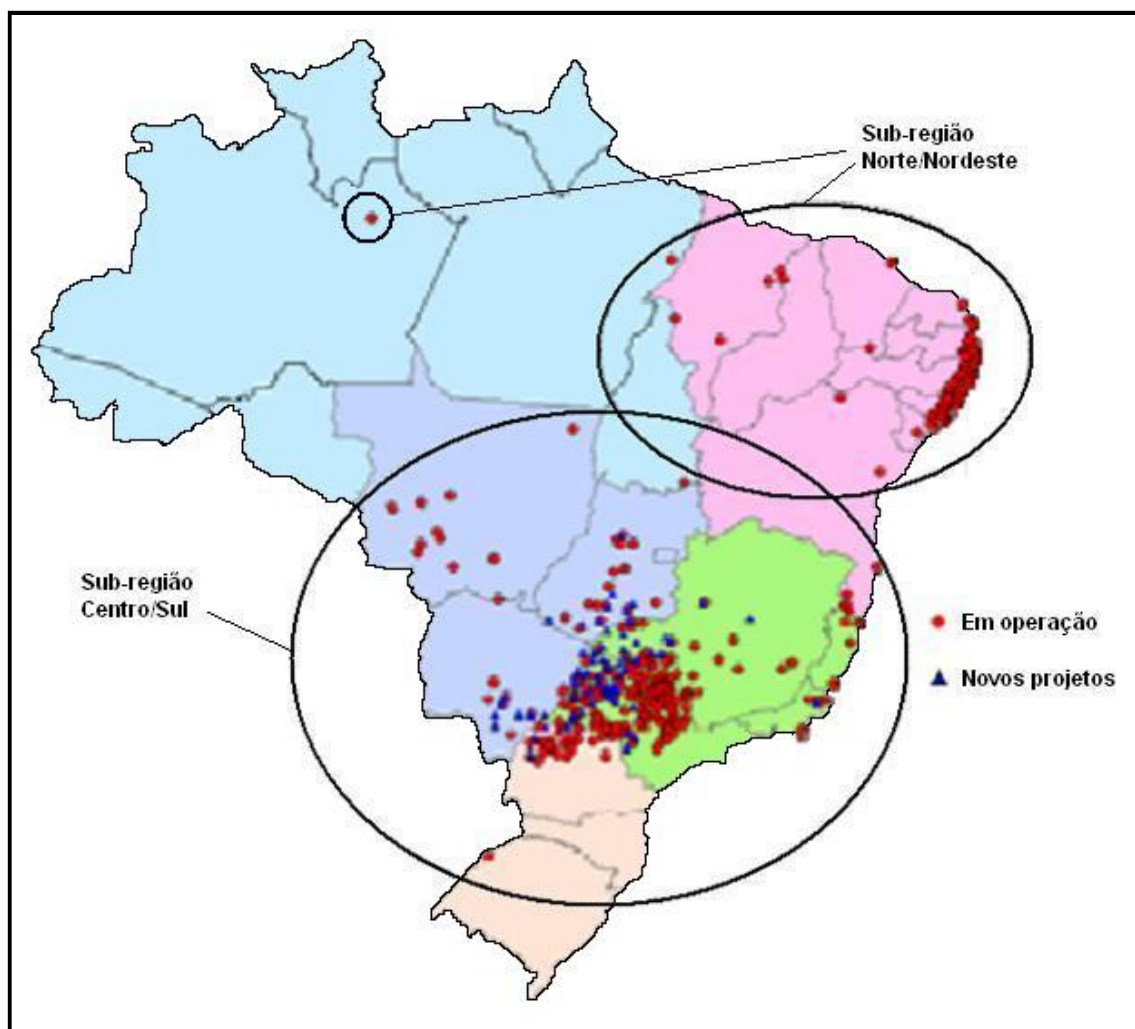 Sub-região
Norte/Nordeste
Sub-região
Centro/Sul
Em operação
Novos projetos